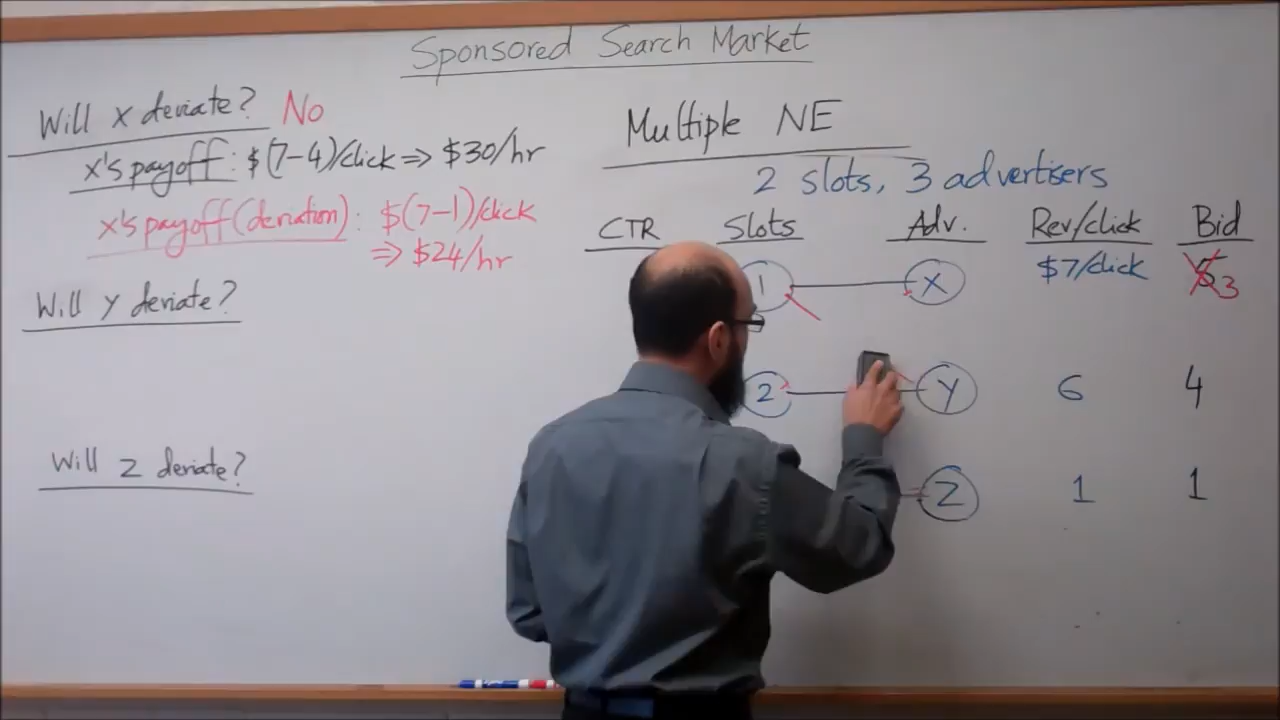 Sponsored Search Market
Will x deviate? No
x's payoff: $(7-4)/click ⇒ $30/hr
x's payoff (deviation): $(7-1)/click
⇒ $24/hr
Will y deviate?
Will z deviate?
Multiple NE
2 slots, 3 advertisers
CTR Slots Adv. Rev/click Bid
1 X $7/click 5 3
2 Y 6 4
Z 1 1